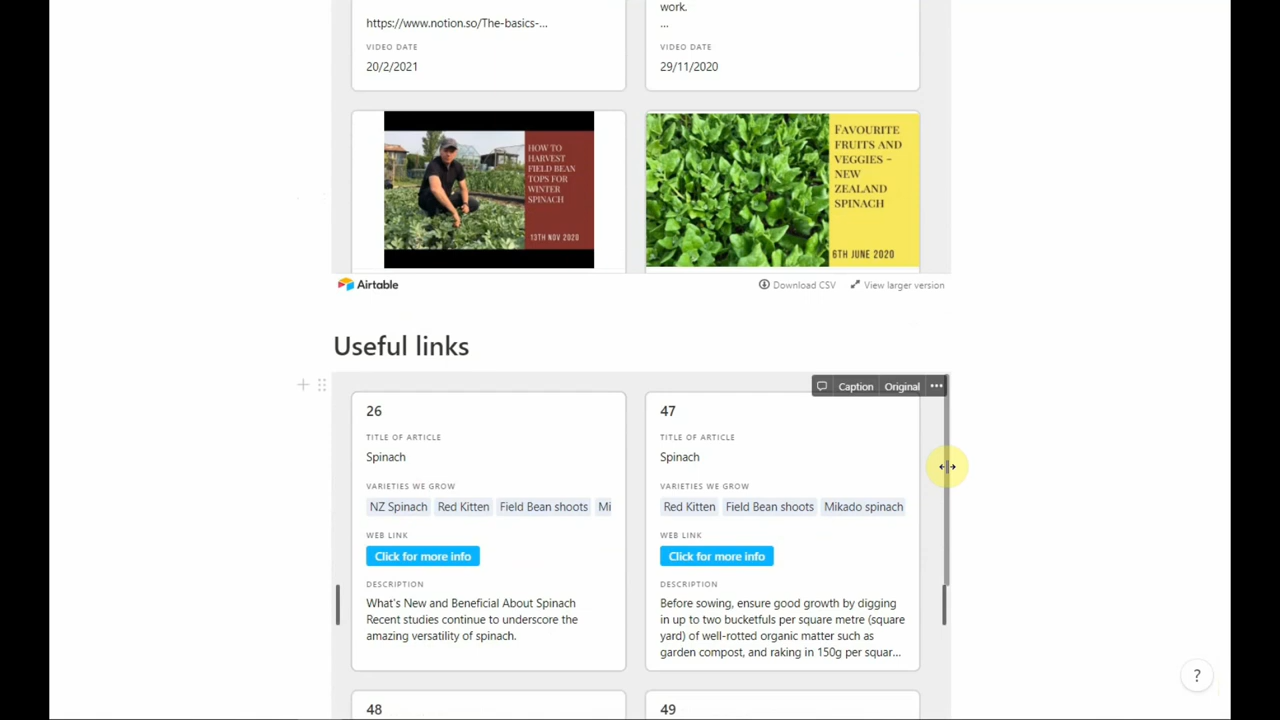 https://www.notion.so/The-basics-...
VIDEO DATE
20/2/2021
work.
...
VIDEO DATE
29/11/2020
HOW TO
HARVEST
FIELD BEAN
TOPS FOR
WINTER
SPINACH
13TH NOV 2020
FAVOURITE
FRUITS AND
VEGGIES -
NEW
ZEALAND
SPINACH
6TH JUNE 2020
Airtable
Download CSV
View larger version
Useful links
Caption Original
26
TITLE OF ARTICLE
Spinach
VARIETIES WE GROW
NZ Spinach Red Kitten Field Bean shoots Mi
WEB LINK
Click for more info
DESCRIPTION
What's New and Beneficial About Spinach
Recent studies continue to underscore the
amazing versatility of spinach.
47
TITLE OF ARTICLE
Spinach
VARIETIES WE GROW
Red Kitten Field Bean shoots Mikado spinach
WEB LINK
Click for more info
DESCRIPTION
Before sowing, ensure good growth by digging
in up to two bucketfuls per square metre (square
yard) of well-rotted organic matter such as
garden compost, and raking in 150g per squar...
48
49
?